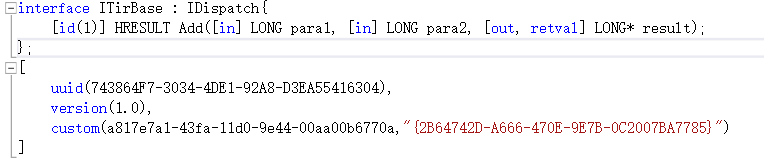 interface ITirBase : IDispatch{
[id(1)] HRESULT Add([in] LONG para1, [in] LONG para2, [out, retval] LONG* result);
};
[
uuid(743864F7-3034-4DE1-92A8-D3EA55416304),
version(1.0),
custom(a817e7a1-43fa-11d0-9e44-00aa00b6770a,"{2B64742D-A666-470E-9E7B-0C2007BA7785}")
]